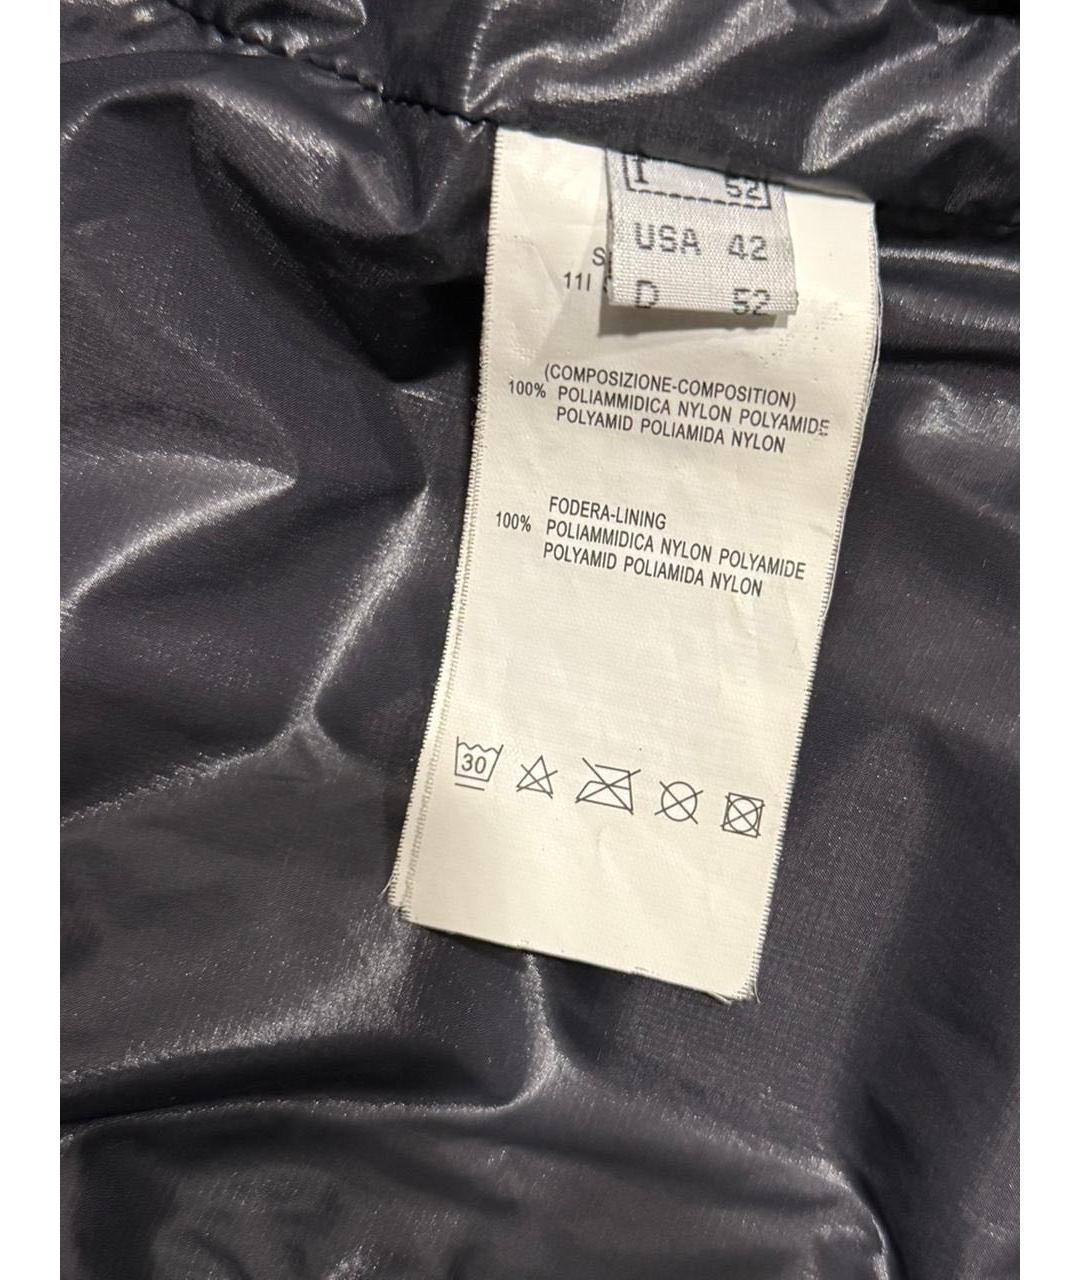 I 52
USA 42
D 52
11I
(COMPOSIZIONE-COMPOSITION)
100% POLIAMMIDICA NYLON POLYAMIDE
POLYAMID POLIAMIDA NYLON
FODERA-LINING
100% POLIAMMIDICA NYLON POLYAMIDE
POLYAMID POLIAMIDA NYLON
30